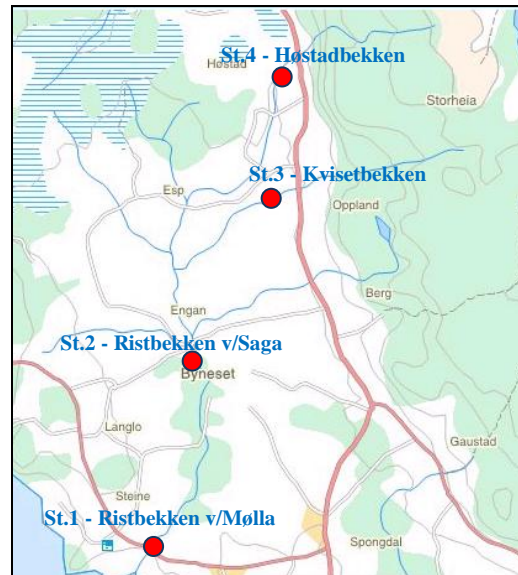 St.4 - Høstadbekken
Høstad
Storheia
St.3 - Kvisetbekken
Esp
Oppland
Berg
Engan
St.2 - Ristbekken v/Saga
Byneset
Langlo
Gaustad
Steine
St.1 - Ristbekken v/Mølla
Spongdal